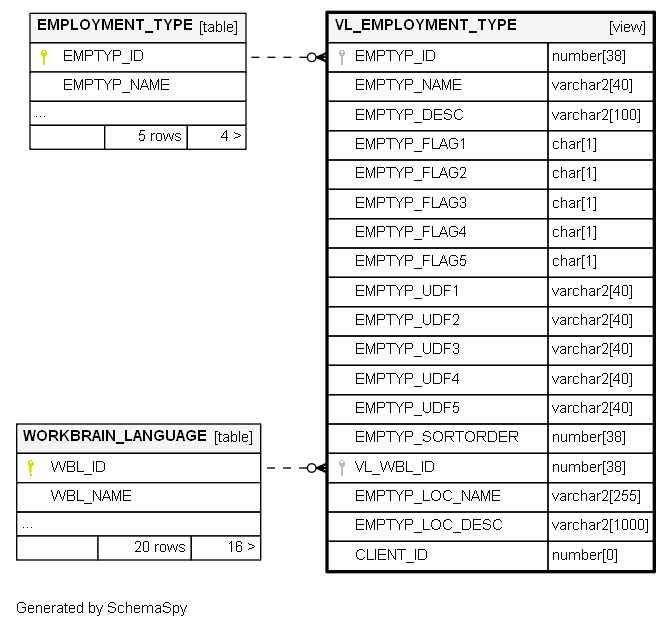 EMPLOYMENT_TYPE [table]
EMPTYP_ID
EMPTYP_NAME
...
5 rows 4 >
VL_EMPLOYMENT_TYPE [view]
EMPTYP_ID number[38]
EMPTYP_NAME varchar2[40]
EMPTYP_DESC varchar2[100]
EMPTYP_FLAG1 char[1]
EMPTYP_FLAG2 char[1]
EMPTYP_FLAG3 char[1]
EMPTYP_FLAG4 char[1]
EMPTYP_FLAG5 char[1]
EMPTYP_UDF1 varchar2[40]
EMPTYP_UDF2 varchar2[40]
EMPTYP_UDF3 varchar2[40]
EMPTYP_UDF4 varchar2[40]
EMPTYP_UDF5 varchar2[40]
EMPTYP_SORTORDER number[38]
VL_WBL_ID number[38]
EMPTYP_LOC_NAME varchar2[255]
EMPTYP_LOC_DESC varchar2[1000]
CLIENT_ID number[0]
WORKBRAIN_LANGUAGE [table]
WBL_ID
WBL_NAME
...
20 rows 16 >
Generated by SchemaSpy